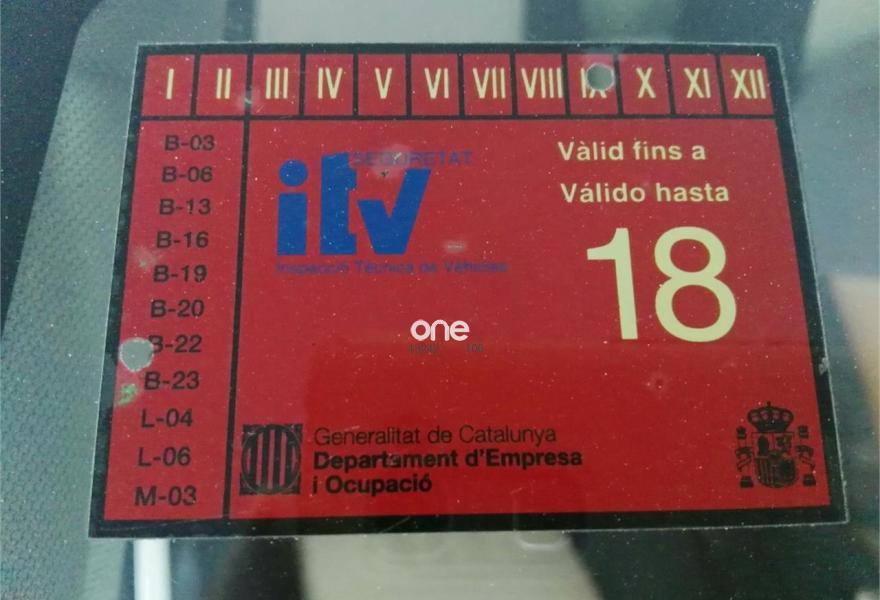 I II III IV V VI VII VIII IX X XI XII
B-03
B-06
B-13
B-16
B-19
B-20
B-22
B-23
L-04
L-06
M-03
SEGURETAT
itv
Inspecció Tècnica de Vehicles
Vàlid fins a
Válido hasta
18
one
Generalitat de Catalunya
Departament d'Empresa
i Ocupació